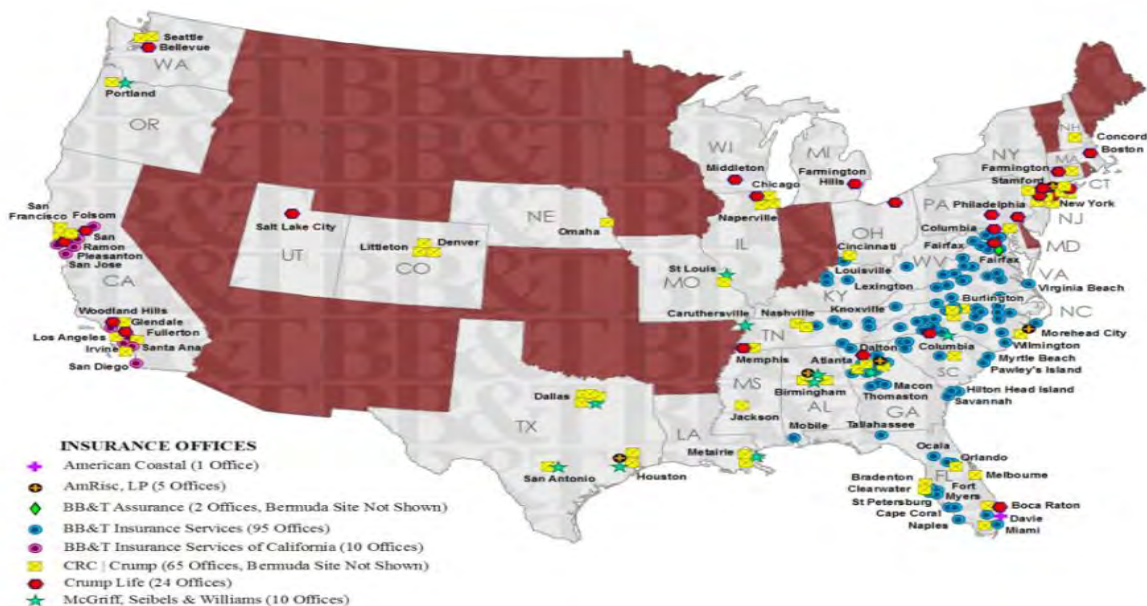 BB&T BB&T BB&T
Seattle
Bellevue
WA
Portland
OR
NH
Concord
Boston
MA
NY
Farmington
Stamford
CT
New York
WI
Middleton
MI
Farmington Hills
Chicago
Naperville
PA
Philadelphia
NJ
Columbia
MD
San Francisco
Folsom
San Ramon
Pleasanton
San Jose
CA
Salt Lake City
UT
Littleton
Denver
CO
NE
Omaha
IL
OH
Cincinnati
Fairfax
Fairfax
WV
VA
Louisville
Lexington
KY
Virginia Beach
St Louis
MO
Caruthersville
Woodland Hills
Glendale
Los Angeles
Fullerton
Irvine
Santa Ana
San Diego
Nashville
Knoxville
Burlington
NC
TN
Memphis
Dalton
Morehead City
Wilmington
Columbia
SC
Myrtle Beach
Pawley's Island
Atlanta
Birmingham
Macon
Thomaston
Hilton Head Island
Savannah
MS
Jackson
AL
GA
Mobile
Tallahassee
Dallas
TX
LA
Metairie
San Antonio
Houston
Ocala
Orlando
Melbourne
FL
Bradenton
Clearwater
St Petersburg
Fort Myers
Cape Coral
Naples
Boca Raton
Davie
Miami
INSURANCE OFFICES
American Coastal (1 Office)
AmRisc, LP (5 Offices)
BB&T Assurance (2 Offices, Bermuda Site Not Shown)
BB&T Insurance Services (95 Offices)
BB&T Insurance Services of California (10 Offices)
CRC | Crump (65 Offices, Bermuda Site Not Shown)
Crump Life (24 Offices)
McGriff, Seibels & Williams (10 Offices)